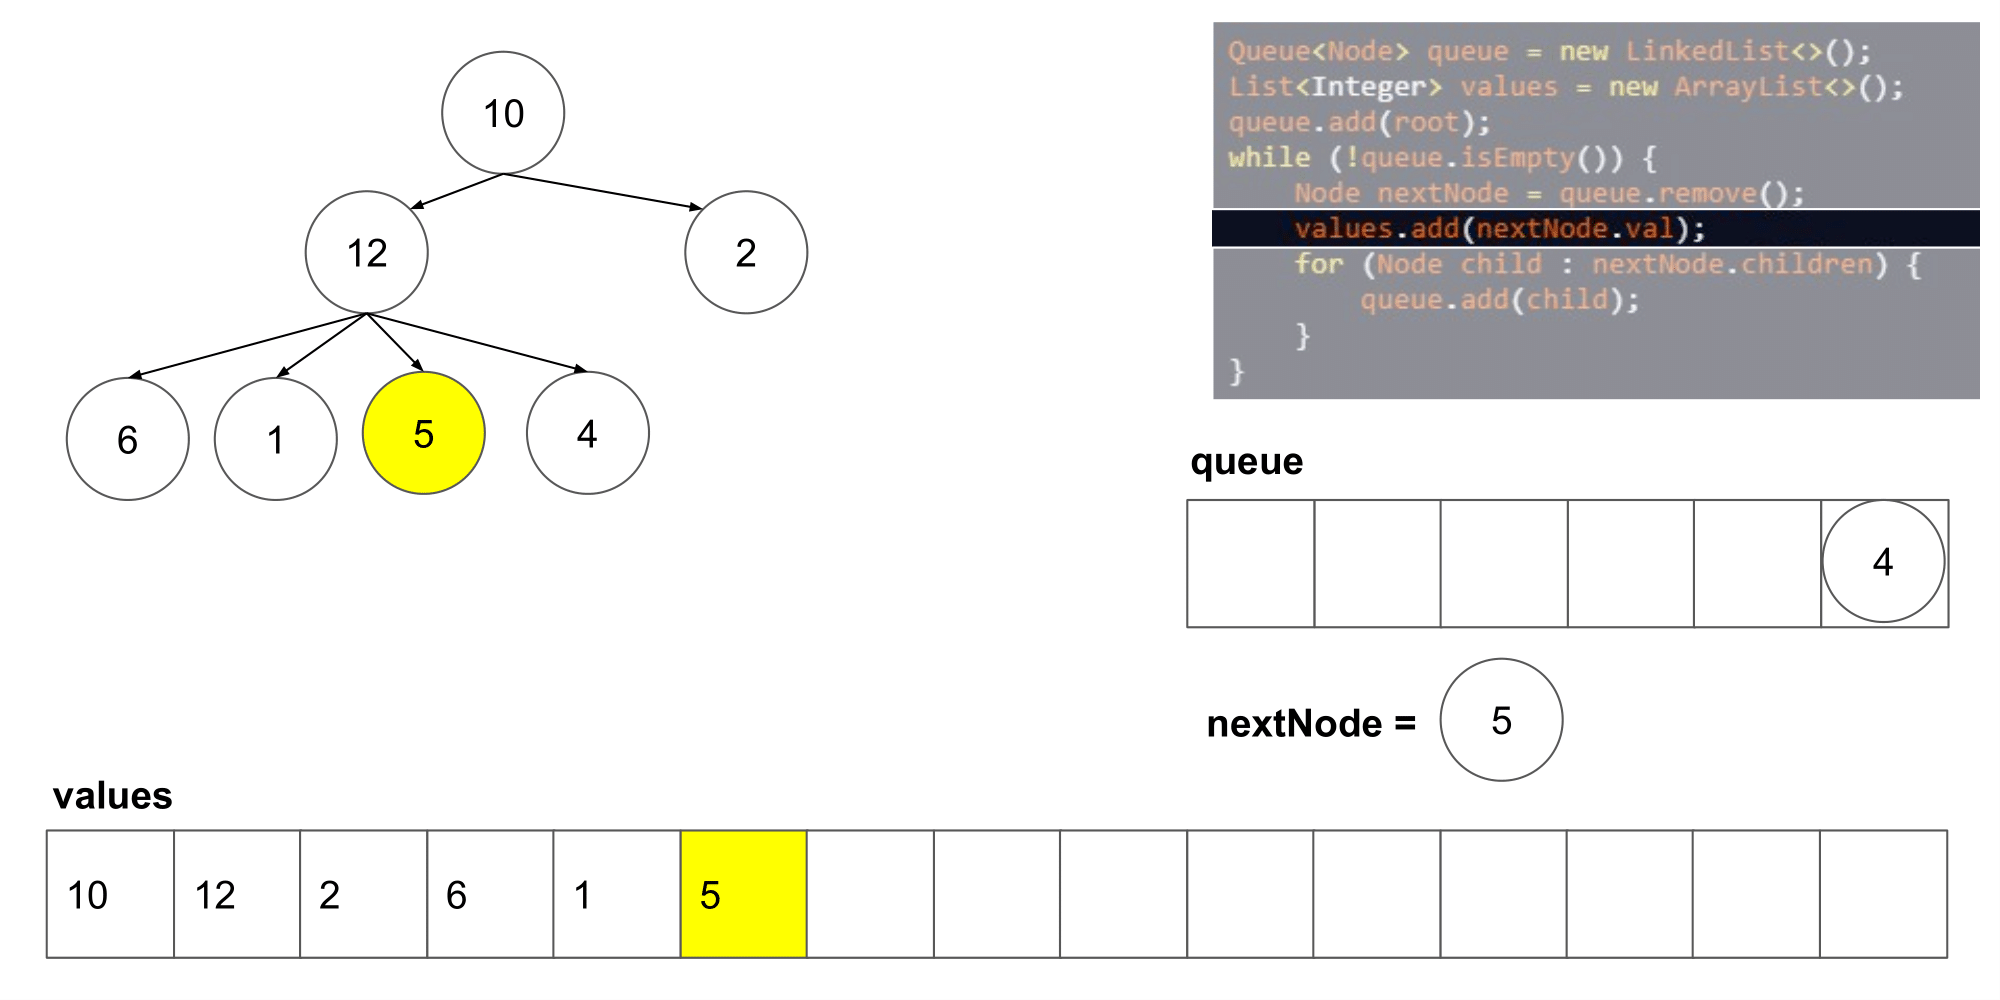 10
12
2
6
1
5
4
Queue<Node> queue = new LinkedList<>();
List<Integer> values = new ArrayList<>();
queue.add(root);
while (!queue.isEmpty()) {
    Node nextNode = queue.remove();
    values.add(nextNode.val);
    for (Node child : nextNode.children) {
        queue.add(child);
    }
}
queue
4
nextNode = 5
values
10 12 2 6 1 5